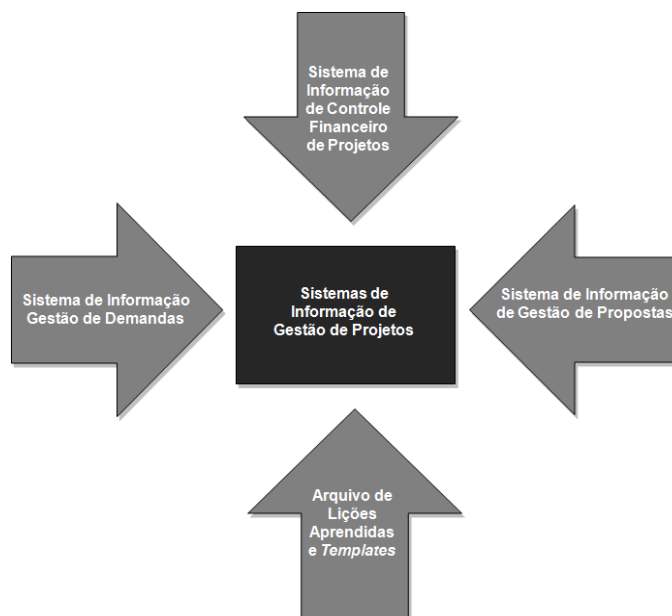 Sistema de
Informação
de Controle
Financeiro
de Projetos
Sistema de Informação
Gestão de Demandas
Sistemas de
Informação de
Gestão de Projetos
Sistema de Informação
de Gestão de Propostas
Arquivo de
Lições
Aprendidas
e Templates